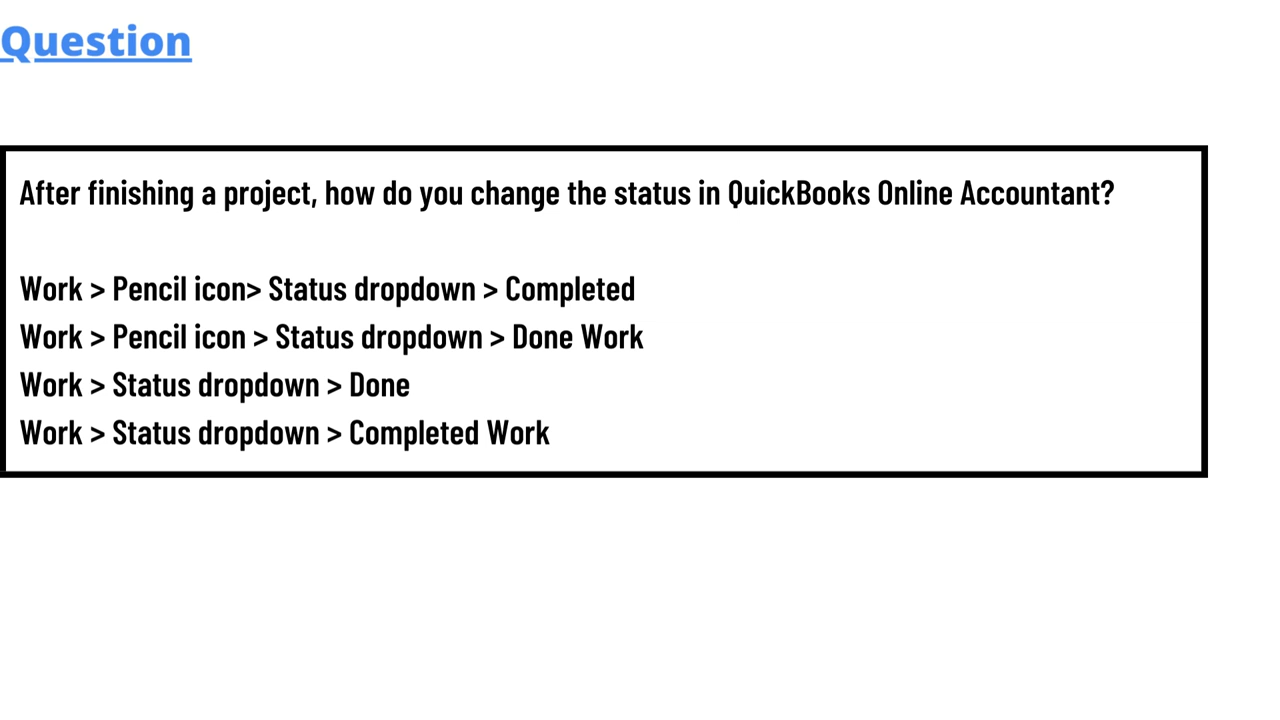 Question
After finishing a project, how do you change the status in QuickBooks Online Accountant?
Work > Pencil icon> Status dropdown > Completed
Work > Pencil icon > Status dropdown > Done Work
Work > Status dropdown > Done
Work > Status dropdown > Completed Work